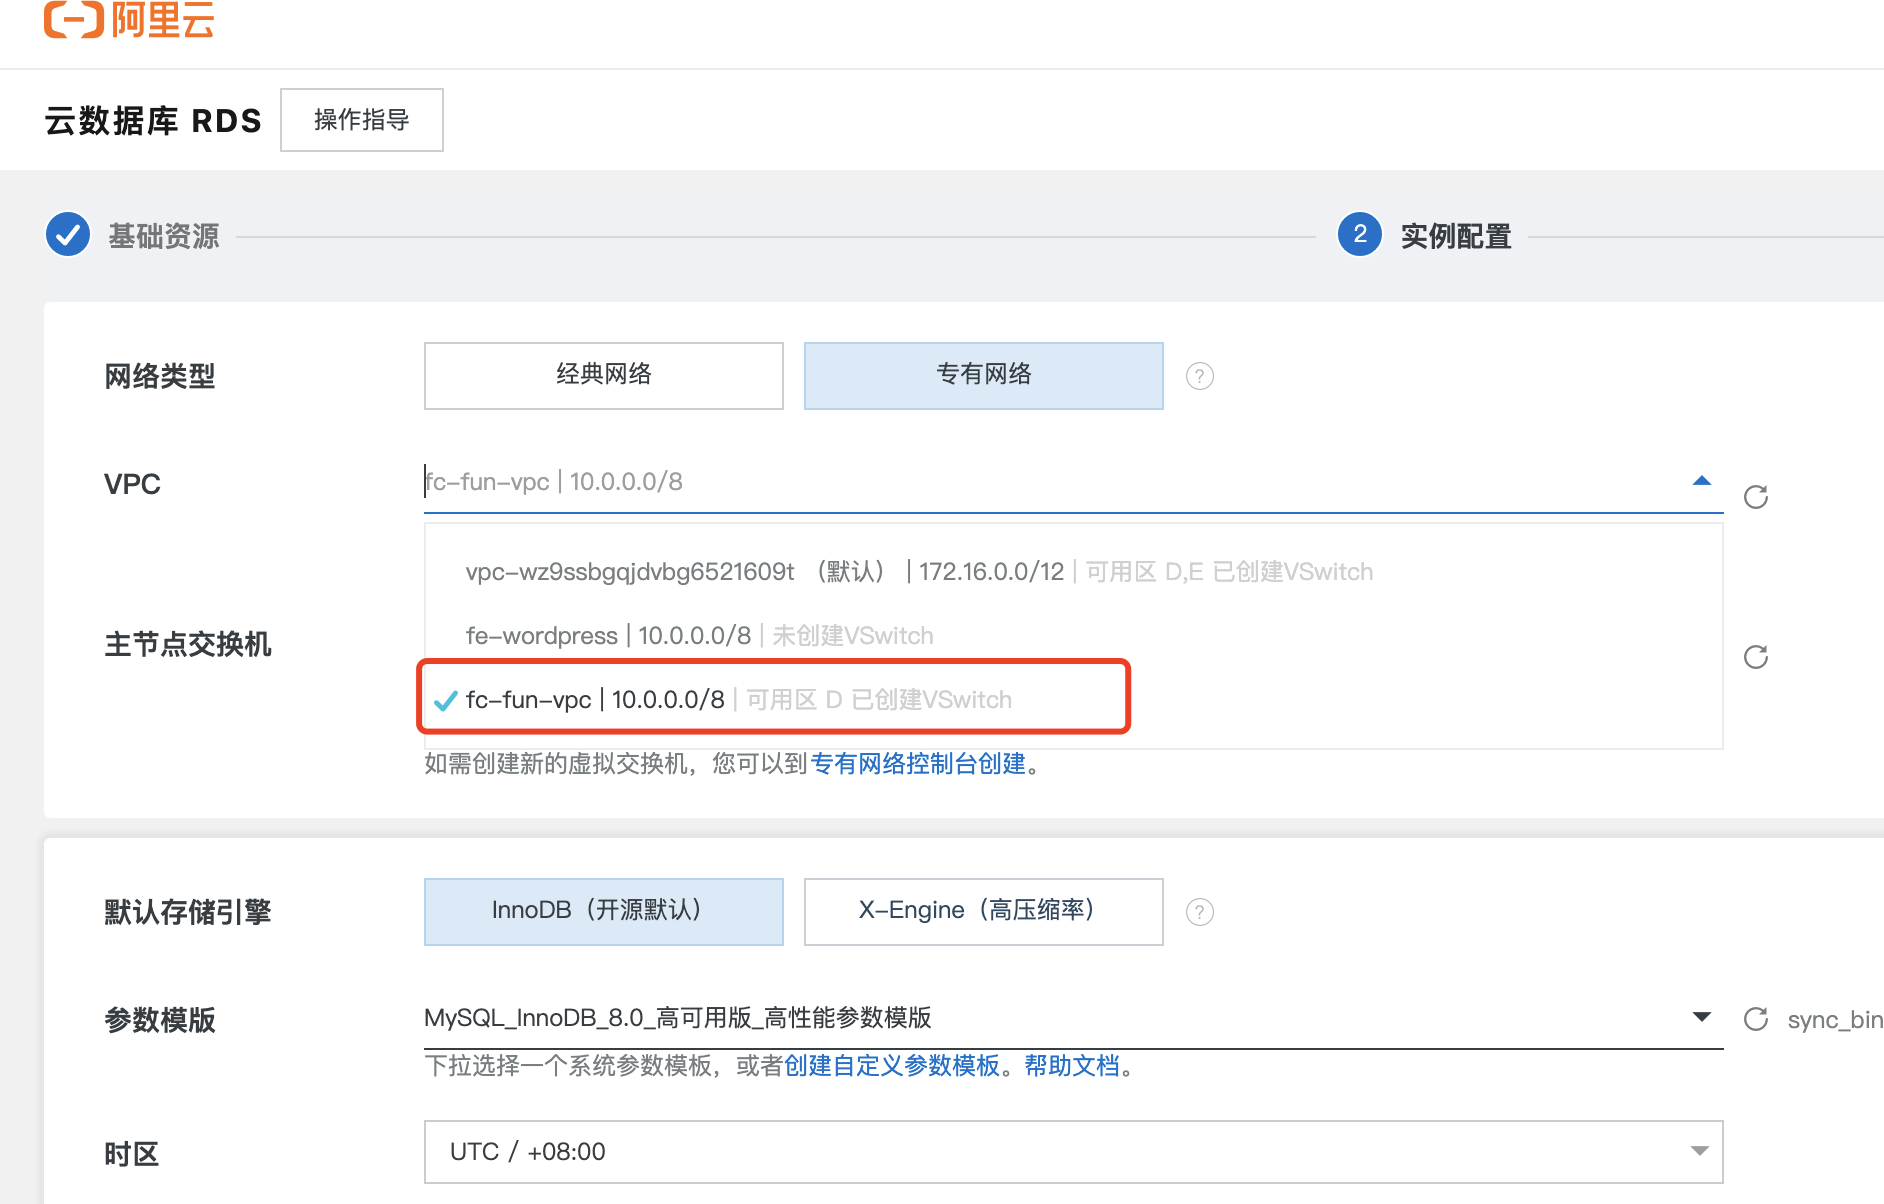 阿里云
云数据库 RDS 操作指导
基础资源 2 实例配置
网络类型 经典网络 专有网络 ?
VPC fc-fun-vpc | 10.0.0.0/8
vpc-wz9ssbgqjdvbg6521609t （默认） | 172.16.0.0/12 | 可用区 D,E 已创建VSwitch
fe-wordpress | 10.0.0.0/8 | 未创建VSwitch
主节点交换机
fc-fun-vpc | 10.0.0.0/8 | 可用区 D 已创建VSwitch
如需创建新的虚拟交换机，您可以到专有网络控制台创建。
默认存储引擎 InnoDB（开源默认） X-Engine（高压缩率） ?
参数模版 MySQL_InnoDB_8.0_高可用版_高性能参数模版 sync_bin
下拉选择一个系统参数模板，或者创建自定义参数模板。帮助文档。
时区 UTC / +08:00